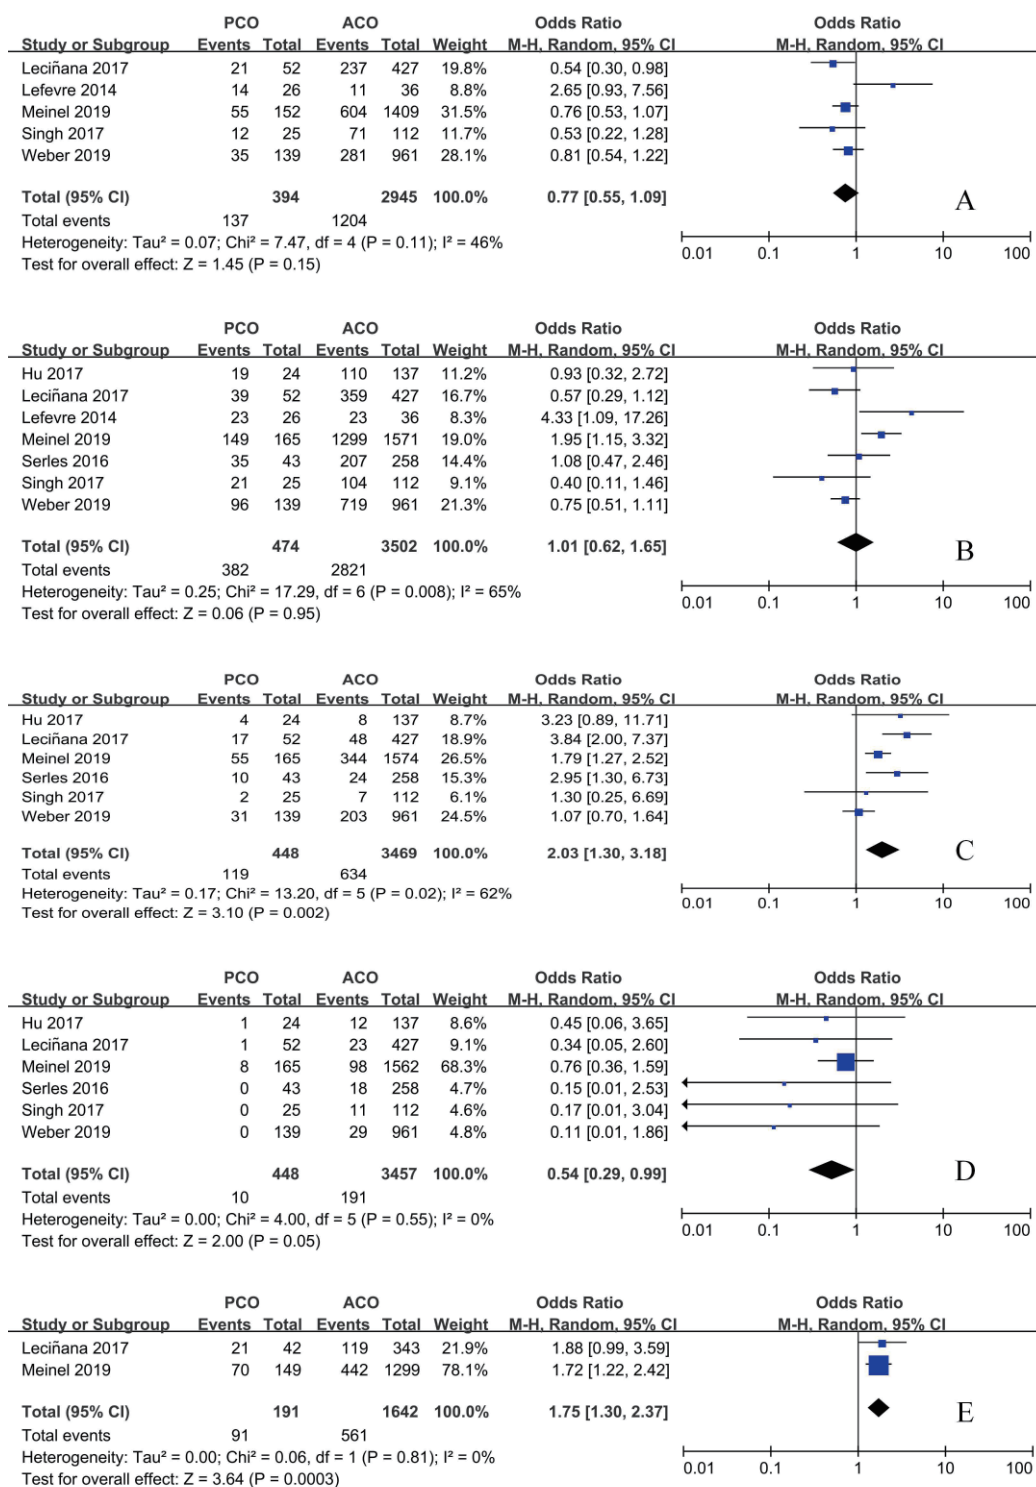 PCO ACO Odds Ratio Odds Ratio
Study or Subgroup Events Total Events Total Weight M-H, Random, 95% CI M-H, Random, 95% CI
Leciñana 2017 21 52 237 427 19.8% 0.54 [0.30, 0.98]
Lefevre 2014 14 26 11 36 8.8% 2.65 [0.93, 7.56]
Meinel 2019 55 152 604 1409 31.5% 0.76 [0.53, 1.07]
Singh 2017 12 25 71 112 11.7% 0.53 [0.22, 1.28]
Weber 2019 35 139 281 961 28.1% 0.81 [0.54, 1.22]
Total (95% CI) 394 2945 100.0% 0.77 [0.55, 1.09] A
Total events 137 1204
Heterogeneity: Tau² = 0.07; Chi² = 7.47, df = 4 (P = 0.11); I² = 46%
Test for overall effect: Z = 1.45 (P = 0.15)
0.01 0.1 1 10 100
PCO ACO Odds Ratio Odds Ratio
Study or Subgroup Events Total Events Total Weight M-H, Random, 95% CI M-H, Random, 95% CI
Hu 2017 19 24 110 137 11.2% 0.93 [0.32, 2.72]
Leciñana 2017 39 52 359 427 16.7% 0.57 [0.29, 1.12]
Lefevre 2014 23 26 23 36 8.3% 4.33 [1.09, 17.26]
Meinel 2019 149 165 1299 1571 19.0% 1.95 [1.15, 3.32]
Serles 2016 35 43 207 258 14.4% 1.08 [0.47, 2.46]
Singh 2017 21 25 104 112 9.1% 0.40 [0.11, 1.46]
Weber 2019 96 139 719 961 21.3% 0.75 [0.51, 1.11]
Total (95% CI) 474 3502 100.0% 1.01 [0.62, 1.65] B
Total events 382 2821
Heterogeneity: Tau² = 0.25; Chi² = 17.29, df = 6 (P = 0.008); I² = 65%
Test for overall effect: Z = 0.06 (P = 0.95)
0.01 0.1 1 10 100
PCO ACO Odds Ratio Odds Ratio
Study or Subgroup Events Total Events Total Weight M-H, Random, 95% CI M-H, Random, 95% CI
Hu 2017 4 24 8 137 8.7% 3.23 [0.89, 11.71]
Leciñana 2017 17 52 48 427 18.9% 3.84 [2.00, 7.37]
Meinel 2019 55 165 344 1574 26.5% 1.79 [1.27, 2.52]
Serles 2016 10 43 24 258 15.3% 2.95 [1.30, 6.73]
Singh 2017 2 25 7 112 6.1% 1.30 [0.25, 6.69]
Weber 2019 31 139 203 961 24.5% 1.07 [0.70, 1.64]
Total (95% CI) 448 3469 100.0% 2.03 [1.30, 3.18] C
Total events 119 634
Heterogeneity: Tau² = 0.17; Chi² = 13.20, df = 5 (P = 0.02); I² = 62%
Test for overall effect: Z = 3.10 (P = 0.002)
0.01 0.1 1 10 100
PCO ACO Odds Ratio Odds Ratio
Study or Subgroup Events Total Events Total Weight M-H, Random, 95% CI M-H, Random, 95% CI
Hu 2017 1 24 12 137 8.6% 0.45 [0.06, 3.65]
Leciñana 2017 1 52 23 427 9.1% 0.34 [0.05, 2.60]
Meinel 2019 8 165 98 1562 68.3% 0.76 [0.36, 1.59]
Serles 2016 0 43 18 258 4.7% 0.15 [0.01, 2.53]
Singh 2017 0 25 11 112 4.6% 0.17 [0.01, 3.04]
Weber 2019 0 139 29 961 4.8% 0.11 [0.01, 1.86]
Total (95% CI) 448 3457 100.0% 0.54 [0.29, 0.99] D
Total events 10 191
Heterogeneity: Tau² = 0.00; Chi² = 4.00, df = 5 (P = 0.55); I² = 0%
Test for overall effect: Z = 2.00 (P = 0.05)
0.01 0.1 1 10 100
PCO ACO Odds Ratio Odds Ratio
Study or Subgroup Events Total Events Total Weight M-H, Random, 95% CI M-H, Random, 95% CI
Leciñana 2017 21 42 119 343 21.9% 1.88 [0.99, 3.59]
Meinel 2019 70 149 442 1299 78.1% 1.72 [1.22, 2.42]
Total (95% CI) 191 1642 100.0% 1.75 [1.30, 2.37] E
Total events 91 561
Heterogeneity: Tau² = 0.00; Chi² = 0.06, df = 1 (P = 0.81); I² = 0%
Test for overall effect: Z = 3.64 (P = 0.0003)
0.01 0.1 1 10 100